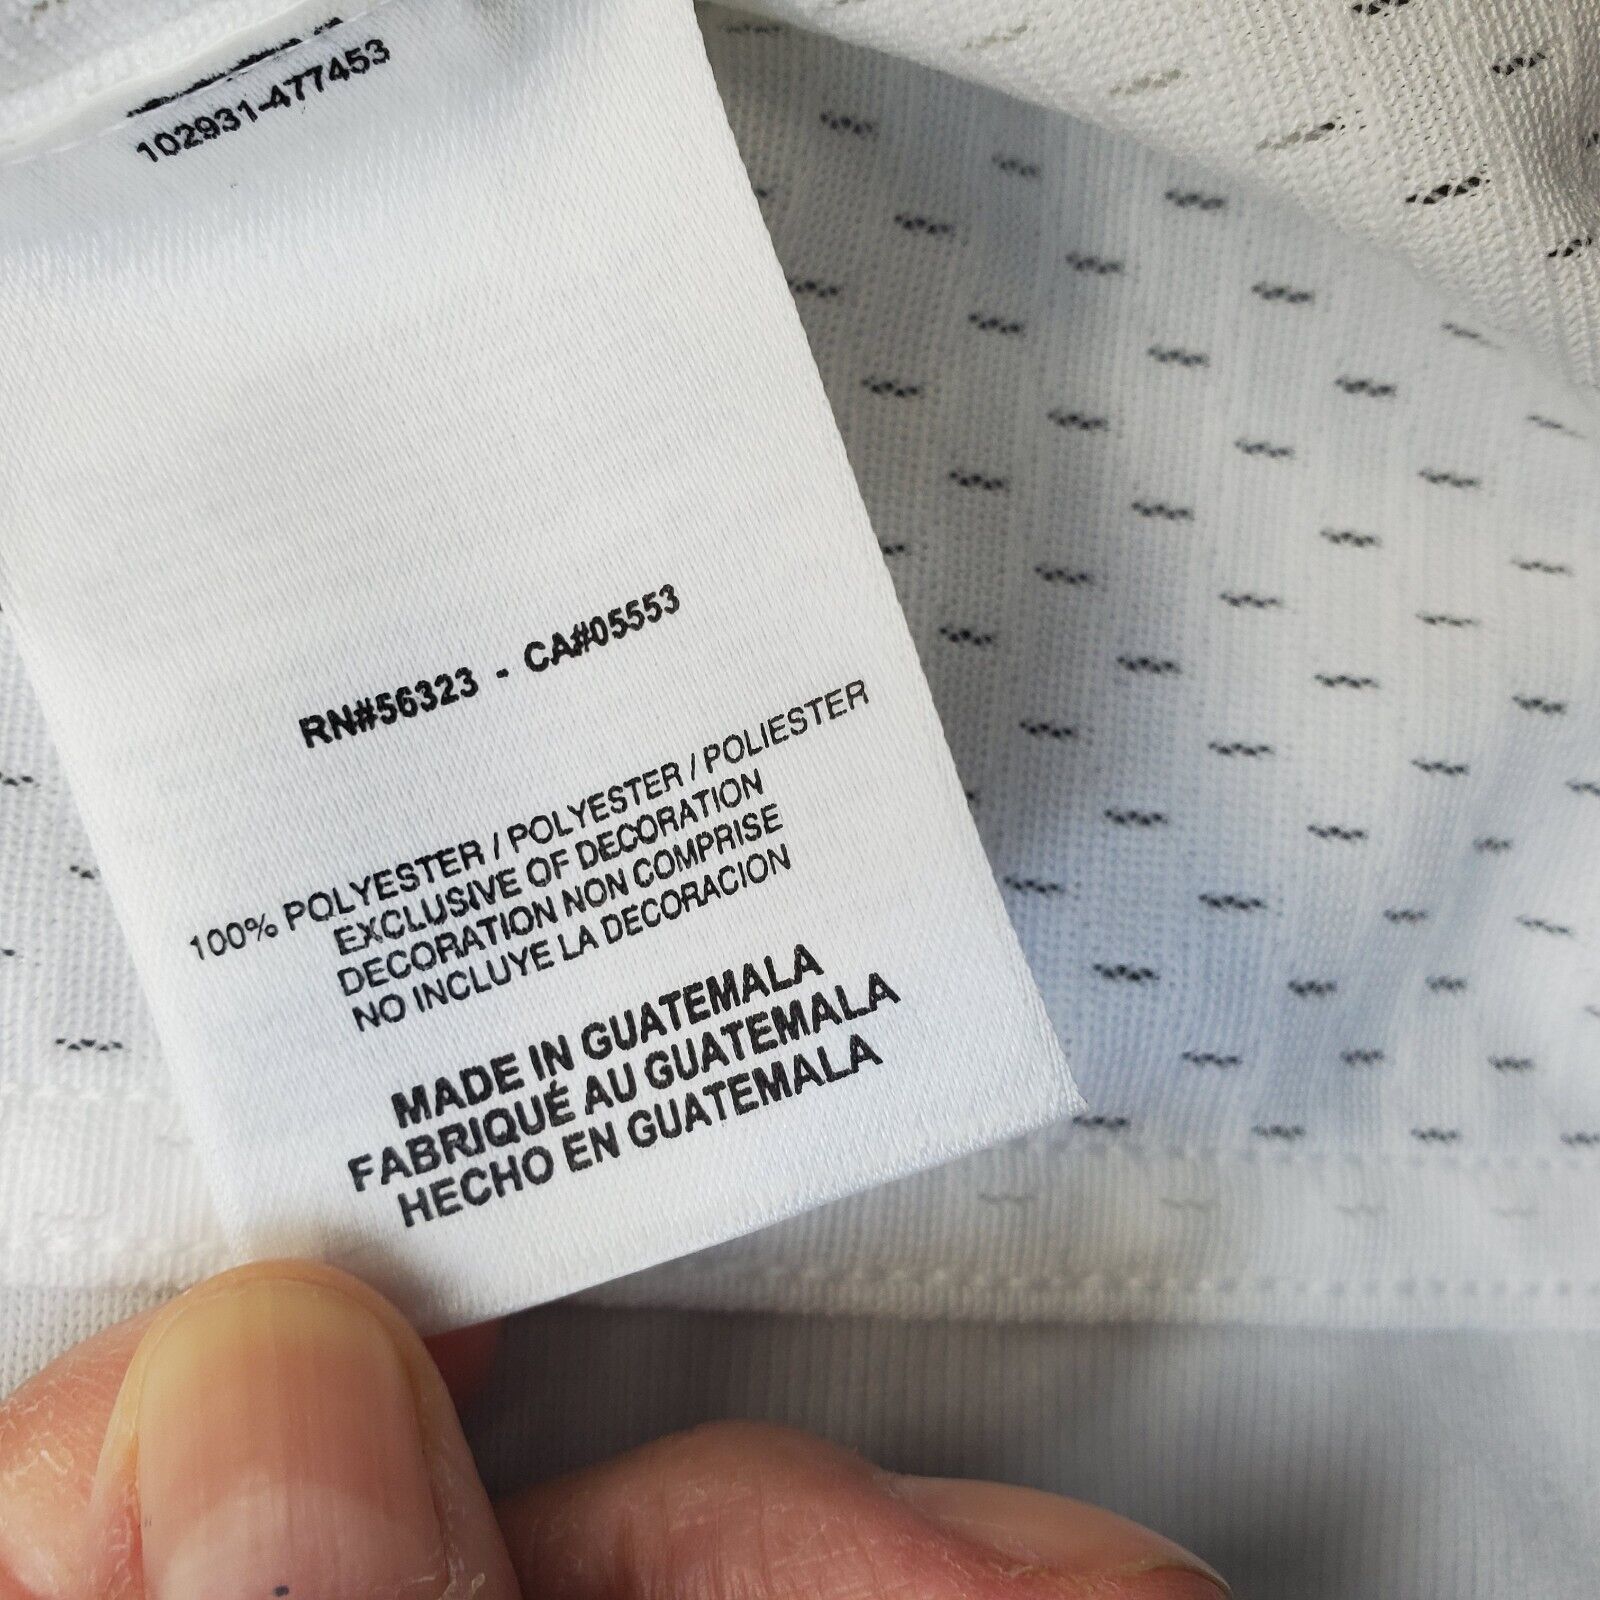 102931-477453
RN#56323 - CA#05553
100% POLYESTER / POLYESTER / POLIESTER
EXCLUSIVE OF DECORATION
DECORATION NON COMPRISE
NO INCLUYE LA DECORACION
MADE IN GUATEMALA
FABRIQUÉ AU GUATEMALA
HECHO EN GUATEMALA